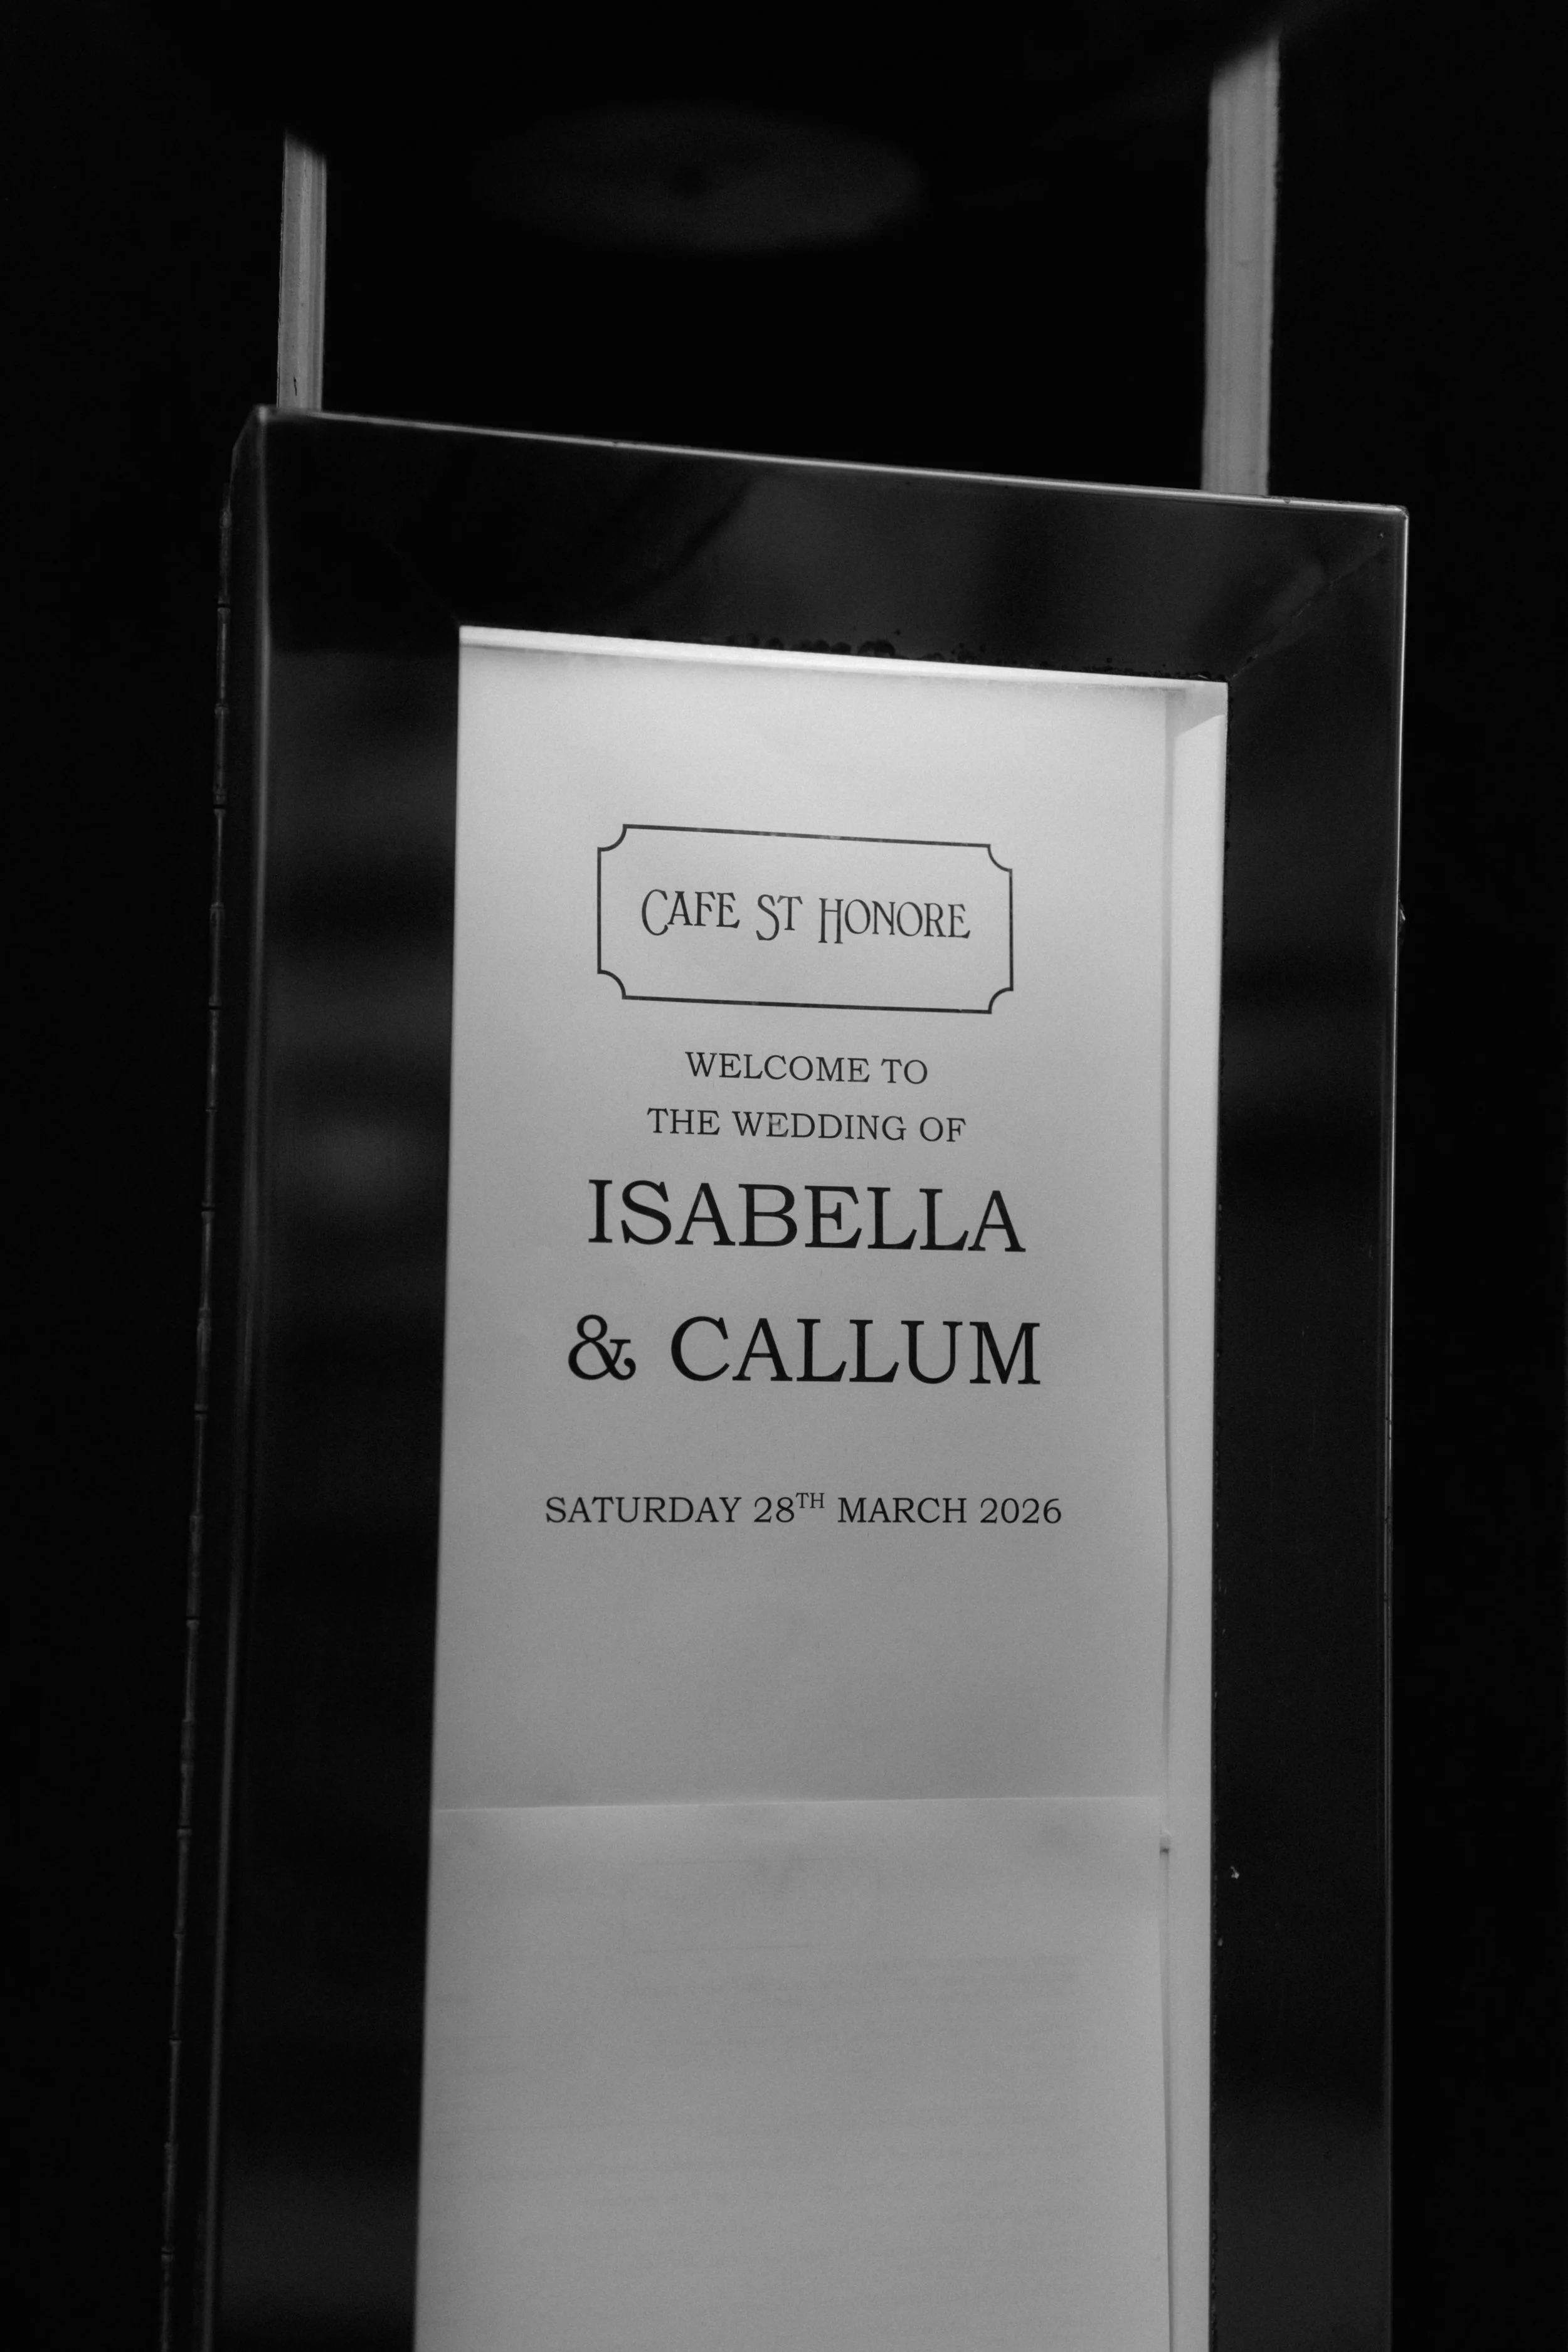 CAFE ST HONORE
WELCOME TO
THE WEDDING OF
ISABELLA
& CALLUM
SATURDAY 28TH MARCH 2026